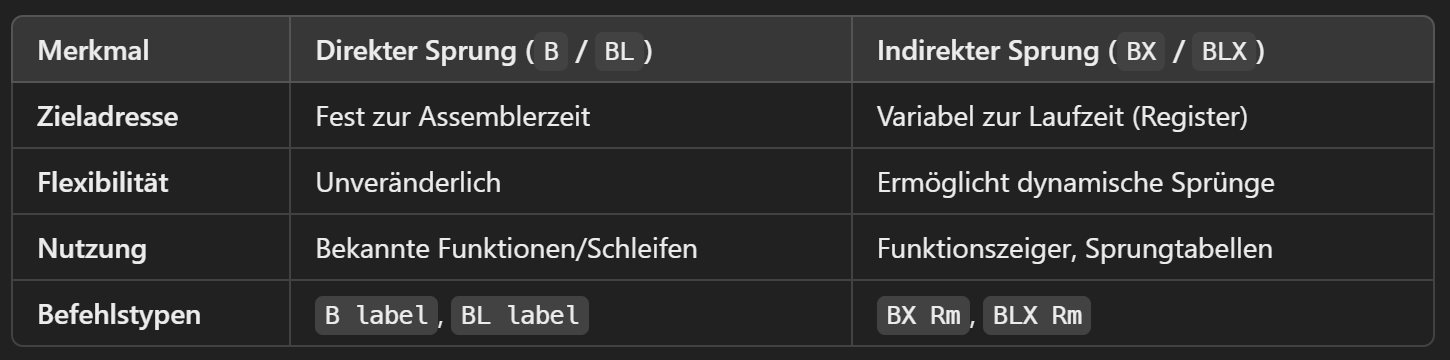 Merkmal Direkter Sprung ( B / BL ) Indirekter Sprung ( BX / BLX )
Zieladresse Fest zur Assemblerzeit Variabel zur Laufzeit (Register)
Flexibilität Unveränderlich Ermöglicht dynamische Sprünge
Nutzung Bekannte Funktionen/Schleifen Funktionszeiger, Sprungtabellen
Befehlstypen B label, BL label BX Rm, BLX Rm